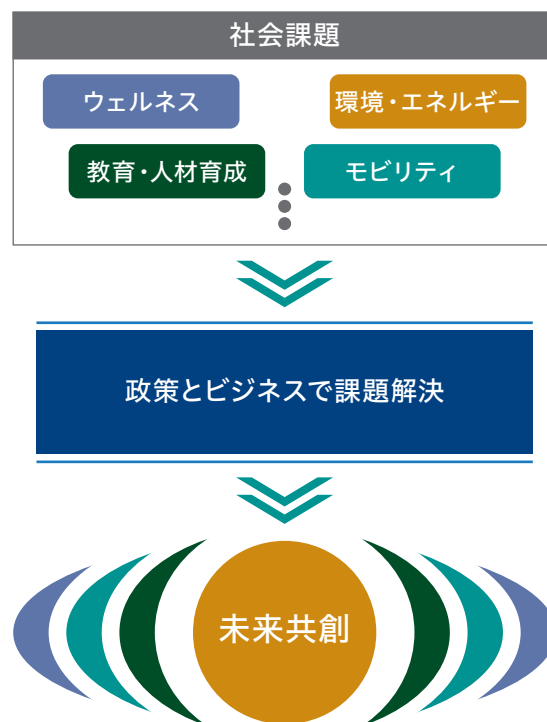 社会課題
ウェルネス
環境・エネルギー
教育・人材育成
モビリティ
政策とビジネスで課題解決
未来共創